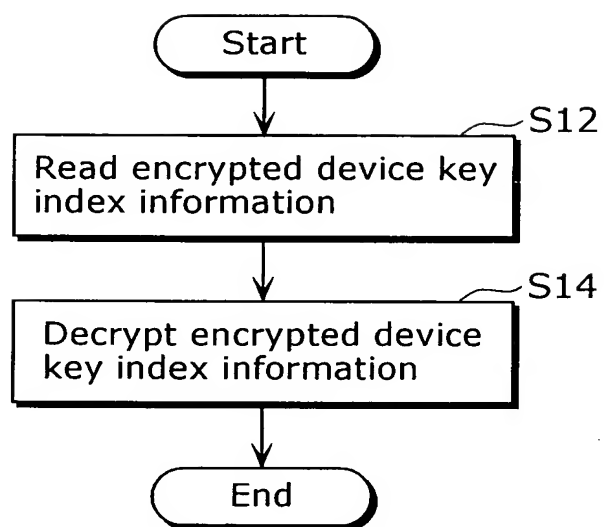 Start
S12
Read encrypted device key
index information
S14
Decrypt encrypted device
key index information
End